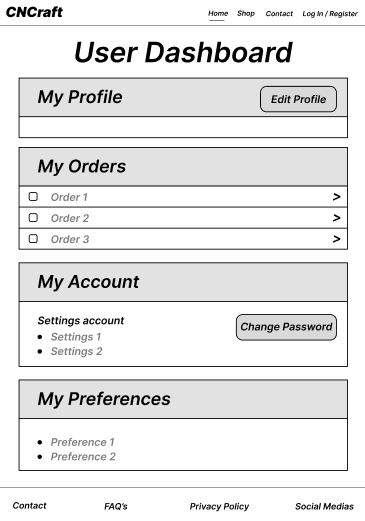 CNCraft
Home Shop Contact Log In / Register
User Dashboard
My Profile
Edit Profile
My Orders
Order 1 >
Order 2 >
Order 3 >
My Account
Settings account
Change Password
Settings 1
Settings 2
My Preferences
Preference 1
Preference 2
Contact FAQ's Privacy Policy Social Medias